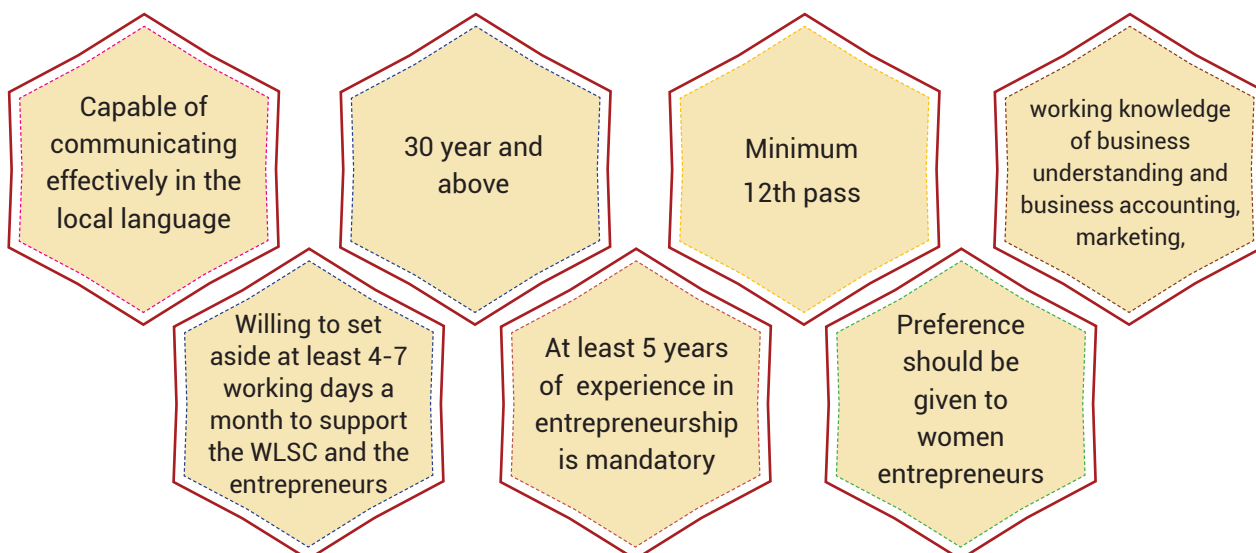 Capable of
communicating
effectively in the
local language
30 year and
above
Minimum
12th pass
working knowledge
of business
understanding and
business accounting,
marketing,
Willing to set
aside at least 4-7
working days a
month to support
the WLSC and the
entrepreneurs
At least 5 years
of experience in
entrepreneurship
is mandatory
Preference
should be
given to
women
entrepreneurs